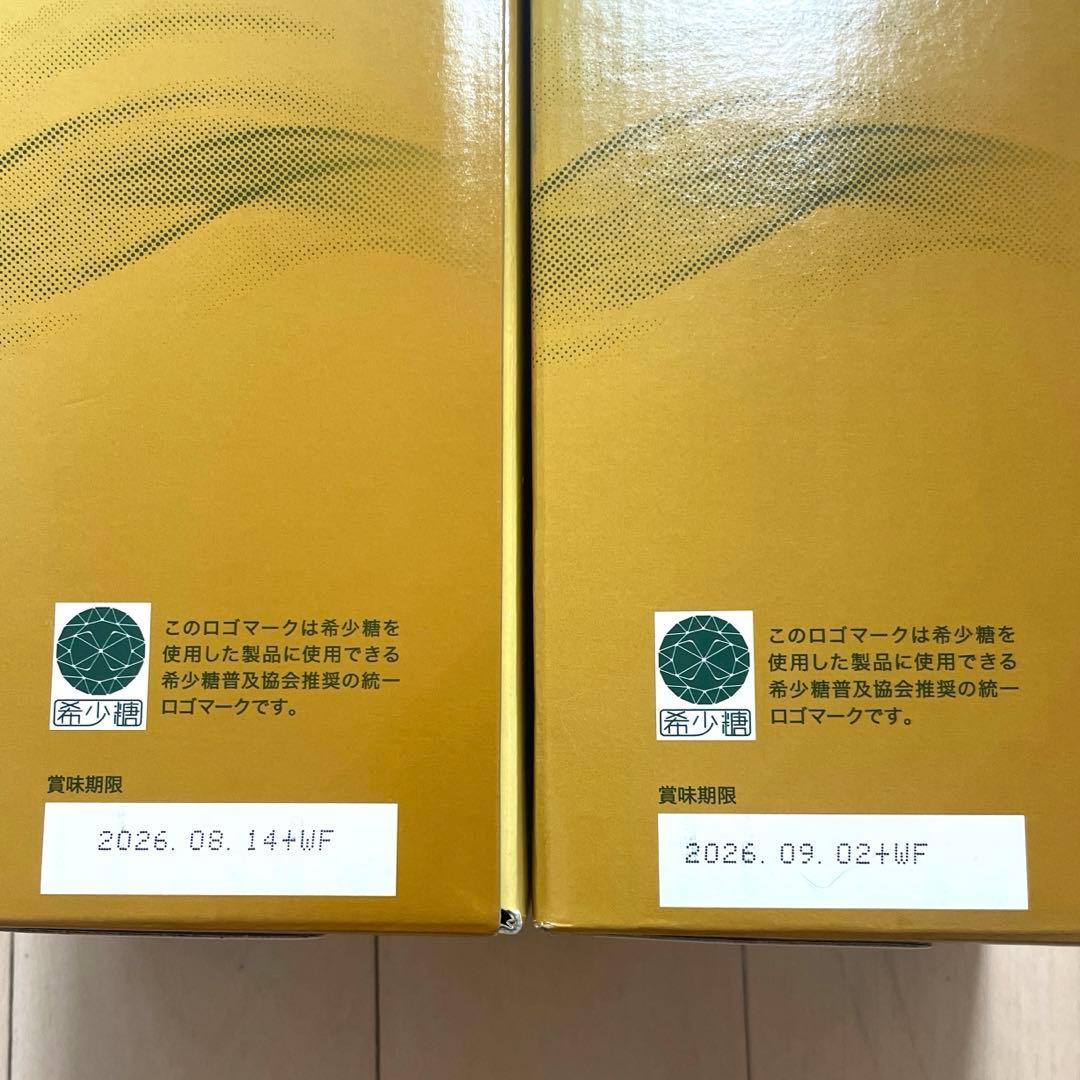 このロゴマークは希少糖を
使用した製品に使用できる
希少糖普及協会推奨の統一
ロゴマークです。
希少糖
賞味期限
2026.08.14+WF
このロゴマークは希少糖を
使用した製品に使用できる
希少糖普及協会推奨の統一
ロゴマークです。
希少糖
賞味期限
2026.09.02+WF